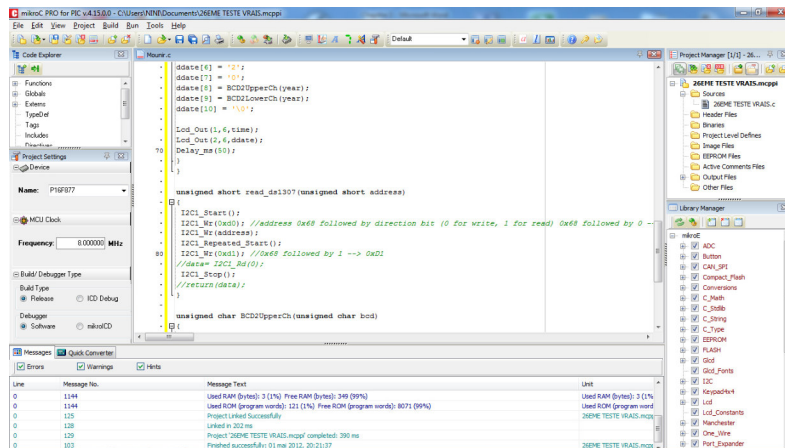 mikroC PRO for PIC v.4.15.0.0 - C:\Users\NINI\Documents\26EME TESTE VRAIS.mcppi
File Edit View Project Build Run Tools Help
Default
Code Explorer
Functions
Globals
Externs
TypeDef
Tags
Includes
Directives
Project Settings
Device
Name: P16F877
MCU Clock
Frequency: 8.000000 MHz
Build/ Debugger Type
Build Type
Release ICD Debug
Debugger
Software mikroICD
Mounir.c
ddate[6] = '2';
ddate[7] = '0';
ddate[8] = BCD2UpperCh(year);
ddate[9] = BCD2LowerCh(year);
ddate[10] = '\0';
Lcd_Out(1,6,time);
Lcd_Out(2,6,ddate);
70 Delay_ms(50);
}
}
unsigned short read_ds1307(unsigned short address)
{
I2C1_Start();
I2C1_Wr(0xd0); //address 0x68 followed by direction bit (0 for write, 1 for read) 0x68 followed by 0 --
I2C1_Wr(address);
I2C1_Repeated_Start();
80 I2C1_Wr(0xd1); //0x68 followed by 1 --> 0xD1
//data= I2C1_Rd(0);
I2C1_Stop();
//return(data);
}
unsigned char BCD2UpperCh(unsigned char bcd)
{
Project Manager [1/1] - 26...
26EME TESTE VRAIS.mcppi
Sources
26EME TESTE VRAIS.c
Header Files
Binaries
Project Level Defines
Image Files
EEPROM Files
Active Comments Files
Output Files
Other Files
Library Manager
mikroE
ADC
Button
CAN_SPI
Compact_Flash
Conversions
C_Math
C_Stdlib
C_String
C_Type
EEPROM
FLASH
Glcd
Glcd_Fonts
I2C
Keypad4x4
Lcd
Lcd_Constants
Manchester
One_Wire
Port_Expander
Messages Quick Converter
Errors Warnings Hints
Line Message No. Message Text Unit
0 1144 Used RAM (bytes): 3 (1%) Free RAM (bytes): 349 (99%) Used RAM (bytes): 3 (1%
0 1144 Used ROM (program words): 121 (1%) Free ROM (program words): 8071 (99%) Used ROM (program word
0 125 Project Linked Successfully 26EME TESTE VRAIS.mcpp
0 128 Linked in 202 ms
0 129 Project '26EME TESTE VRAIS.mcppi' completed: 390 ms
0 103 Finished successfully: 01 mai 2012, 20:21:37 26EME TESTE VRAIS.mcpp